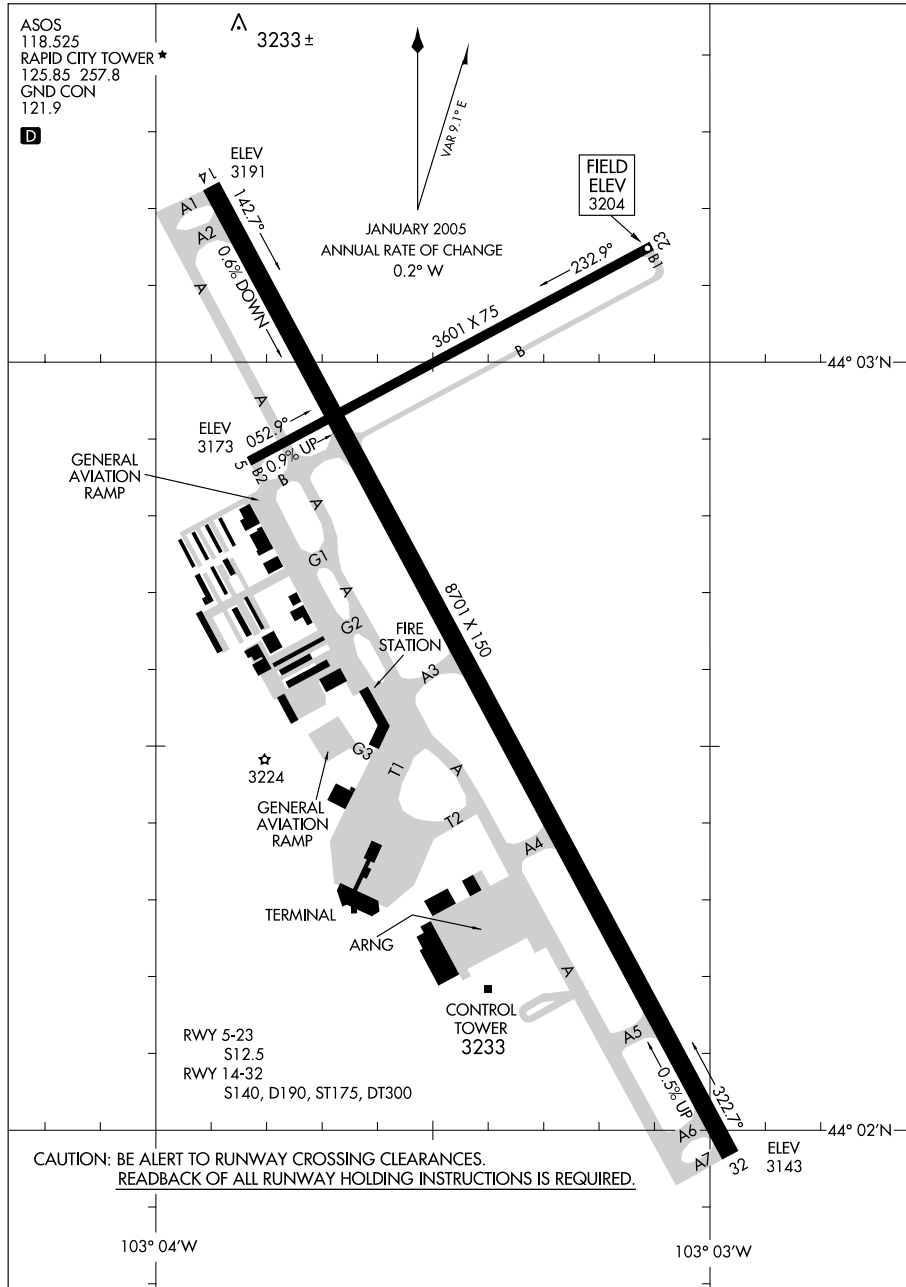 ASOS
118.525
RAPID CITY TOWER ★
125.85 257.8
GND CON
121.9
D
3233 ±
VAR 9.1° E
JANUARY 2005
ANNUAL RATE OF CHANGE
0.2° W
14
ELEV
3191
142.7°
A1
A2
A
0.6% DOWN
FIELD
ELEV
3204
23
B1
232.9°
3601 X 75
B
44° 03'N
A
ELEV
3173
052.9°
0.9% UP
5
B2
B
GENERAL
AVIATION
RAMP
A
G1
A
G2
8701 X 150
FIRE
STATION
A3
G3
T1
A
3224
GENERAL
AVIATION
RAMP
T2
A4
TERMINAL
ARNG
A
CONTROL
TOWER
3233
RWY 5-23
S12.5
RWY 14-32
S140, D190, ST175, DT300
A5
0.5% UP
322.7°
A6
A7
32
ELEV
3143
44° 02'N
CAUTION: BE ALERT TO RUNWAY CROSSING CLEARANCES.
READBACK OF ALL RUNWAY HOLDING INSTRUCTIONS IS REQUIRED.
103° 04'W
103° 03'W